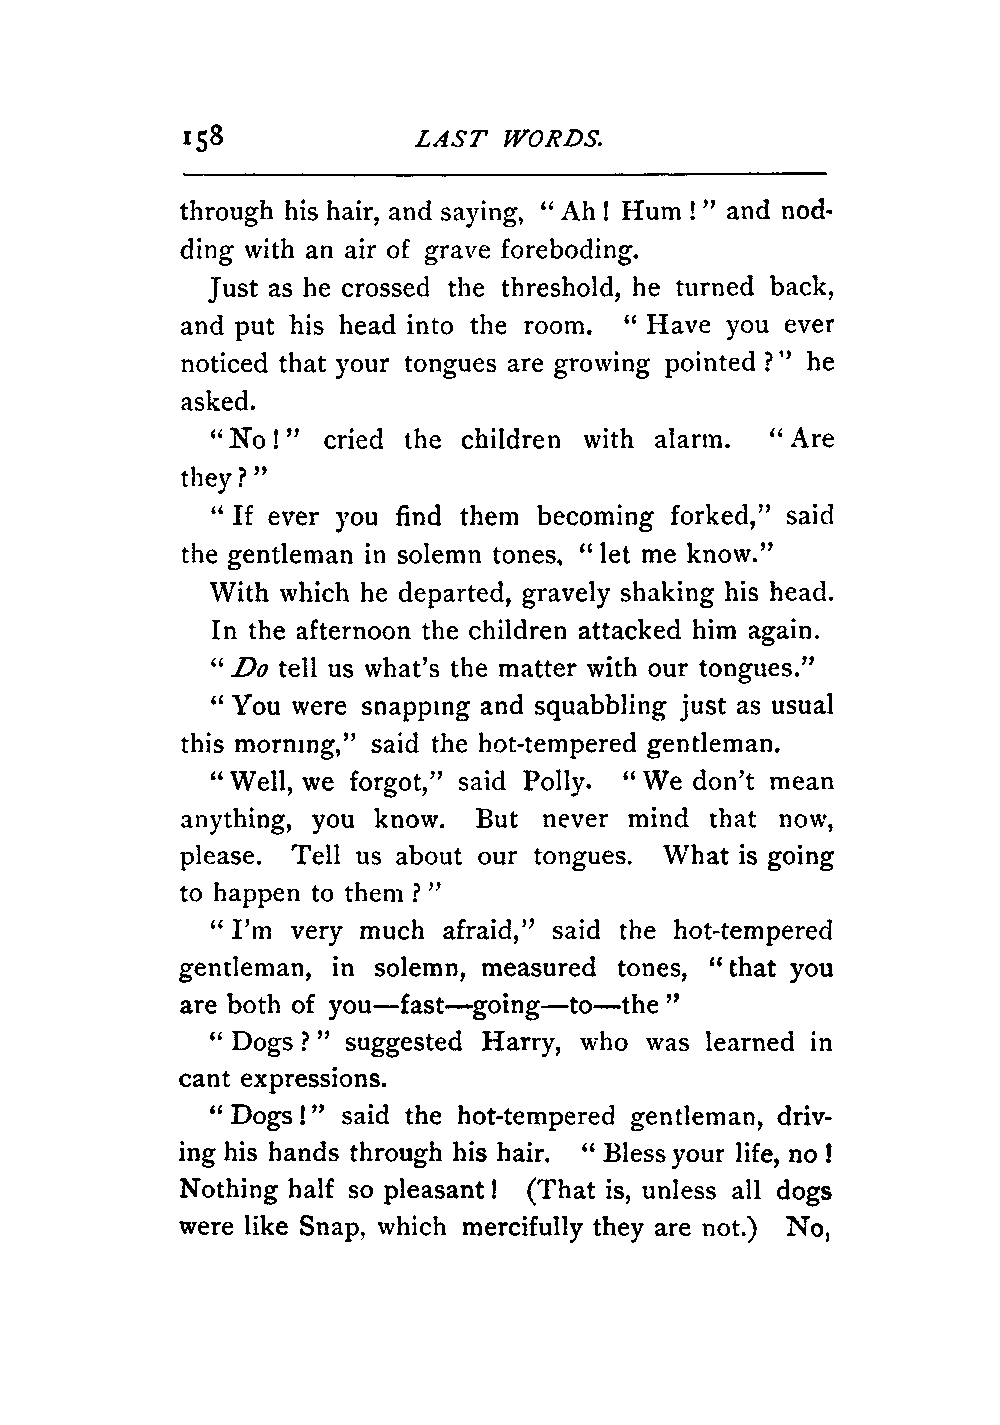 158 LAST WORDS.
through his hair, and saying, “ Ah ! Hum ! ” and nod-
ding with an air of grave foreboding.
Just as he crossed the threshold, he turned back,
and put his head into the room. “ Have you ever
noticed that your tongues are growing pointed ? ” he
asked.
“ No ! ” cried the children with alarm. “ Are
they ? ”
“ If ever you find them becoming forked,” said
the gentleman in solemn tones, “ let me know.”
With which he departed, gravely shaking his head.
In the afternoon the children attacked him again.
“ Do tell us what’s the matter with our tongues.”
“ You were snapping and squabbling just as usual
this morning,” said the hot-tempered gentleman.
“ Well, we forgot,” said Polly. “ We don’t mean
anything, you know. But never mind that now,
please. Tell us about our tongues. What is going
to happen to them ? ”
“ I’m very much afraid,” said the hot-tempered
gentleman, in solemn, measured tones, “ that you
are both of you—fast—going—to—the ”
“ Dogs ? ” suggested Harry, who was learned in
cant expressions.
“ Dogs ! ” said the hot-tempered gentleman, driv-
ing his hands through his hair. “ Bless your life, no !
Nothing half so pleasant ! (That is, unless all dogs
were like Snap, which mercifully they are not.) No,